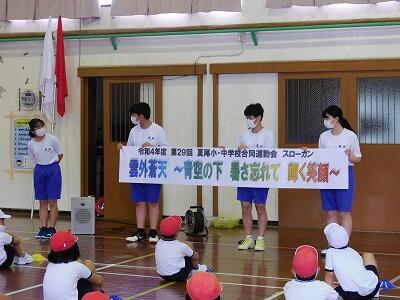 令和4年度 第29回 夏尾小・中学校合同運動会 スローガン
雲外蒼天 ～青空の下 暑さ忘れて 輝く笑顔～